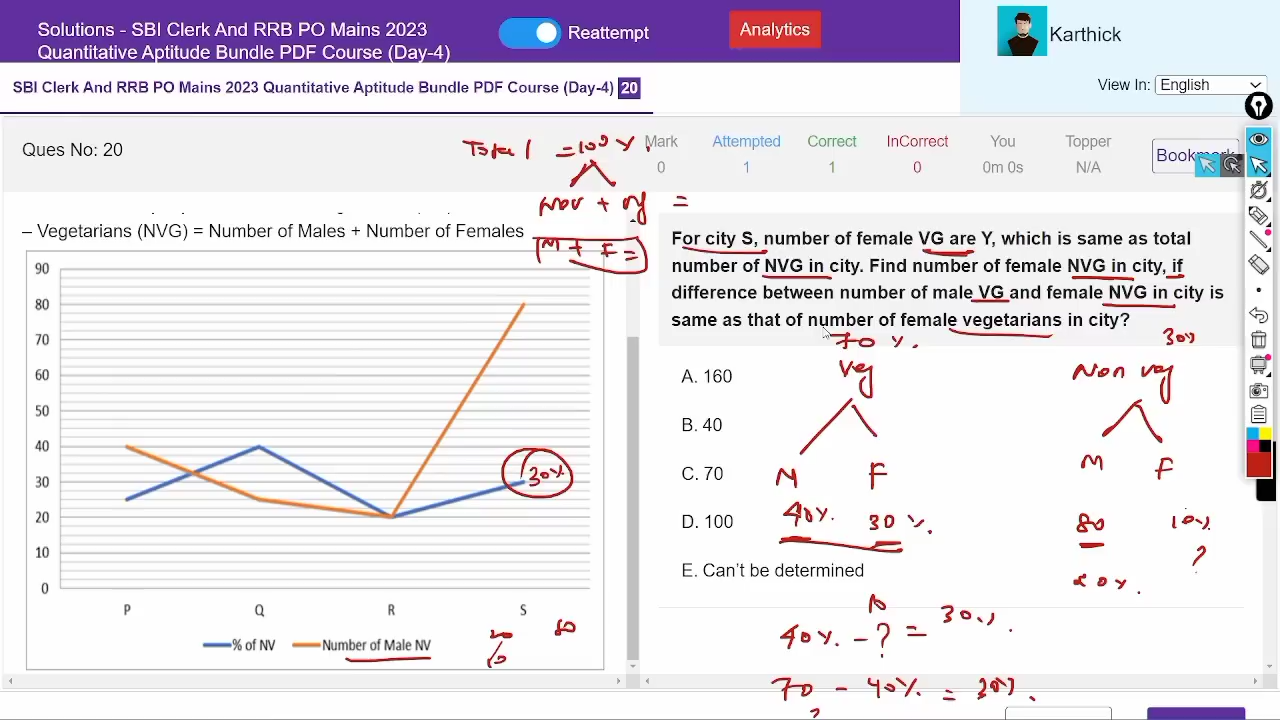 Solutions - SBI Clerk And RRB PO Mains 2023
Quantitative Aptitude Bundle PDF Course (Day-4)
Reattempt
Analytics
Karthick
SBI Clerk And RRB PO Mains 2023 Quantitative Aptitude Bundle PDF Course (Day-4) 20
View In: English
Ques No: 20
Total = 100 %.
Mark Attempted Correct InCorrect You Topper
0 1 1 0 0m 0s N/A
Bookmark
Nov + =
– Vegetarians (NVG) = Number of Males + Number of Females
M + F =
90
80
70
60
50
40
30
20
10
0
30%
P Q R S
% of NV Number of Male NV
80
For city S, number of female VG are Y, which is same as total
number of NVG in city. Find number of female NVG in city, if
difference between number of male VG and female NVG in city is
same as that of number of female vegetarians in city?
70 %. 30%
Veg Non veg
A. 160
B. 40
C. 70
D. 100
E. Can’t be determined
M F M F
40%. 30 %. 80 10%
?
20%.
10
40% - ? = 30%.
70 - 40% = 30%.
?